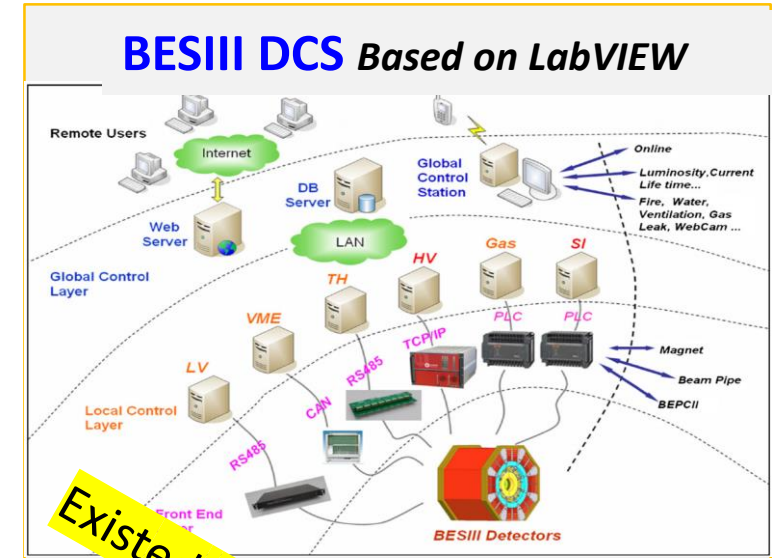 BESIII DCS Based on LabVIEW
Remote Users
Internet
Web
Server
DB
Server
LAN
Global
Control
Station
Online
Luminosity,Current
Life time...
Fire, Water,
Ventilation, Gas
Leak, WebCam ...
Global Control
Layer
LV
VME
TH
HV
Gas
SI
RS485
CAN
RS485
TCP/IP
PLC
PLC
Magnet
Beam Pipe
BEPCII
Local Control
Layer
Front End
BESIII Detectors